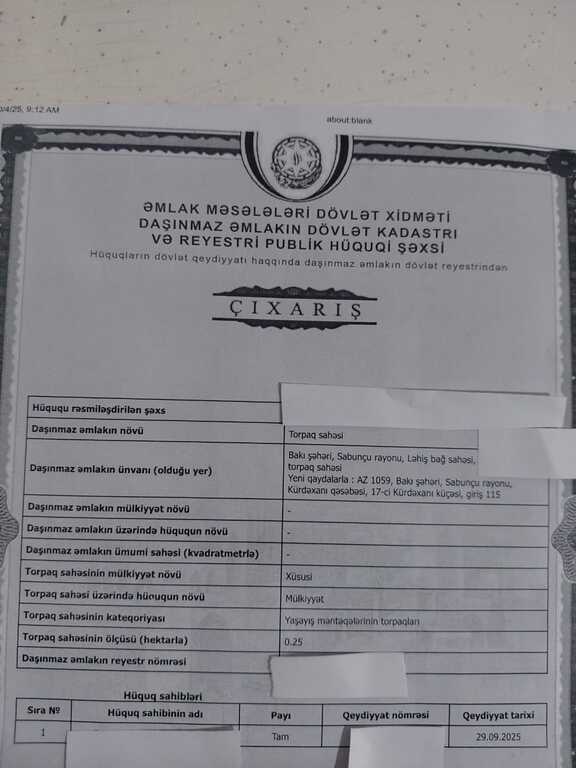 0/4/25, 9:12 AM
about:blank
ƏMLAK MƏSƏLƏLƏRİ DÖVLƏT XİDMƏTİ
DAŞINMAZ ƏMLAKIN DÖVLƏT KADASTRI
VƏ REYESTRİ PUBLİK HÜQUQİ ŞƏXSİ
Hüquqların dövlət qeydiyyatı haqqında daşınmaz əmlakın dövlət reyestrindən
ÇIXARIŞ
Hüququ rəsmiləşdirilən şəxs
Daşınmaz əmlakın növü Torpaq sahəsi
Daşınmaz əmlakın ünvanı (olduğu yer) Bakı şəhəri, Sabunçu rayonu, Ləhiş bağ sahəsi,
torpaq sahəsi
Yeni qaydalarla : AZ 1059, Bakı şəhəri, Sabunçu rayonu,
Kürdəxanı qəsəbəsi, 17-ci Kürdəxanı küçəsi, giriş 115
Daşınmaz əmlakın mülkiyyət növü -
Daşınmaz əmlakın üzərində hüququn növü -
Daşınmaz əmlakın ümumi sahəsi (kvadratmetrlə) -
Torpaq sahəsinin mülkiyyət növü Xüsusi
Torpaq sahəsi üzərində hüququn növü Mülkiyyət
Torpaq sahəsinin kateqoriyası Yaşayış məntəqələrinin torpaqları
Torpaq sahəsinin ölçüsü (hektarla) 0.25
Daşınmaz əmlakın reyestr nömrəsi
Hüquq sahibləri
Sıra № Hüquq sahibinin adı Payı Qeydiyyat nömrəsi Qeydiyyat tarixi
1 Tam 29.09.2025